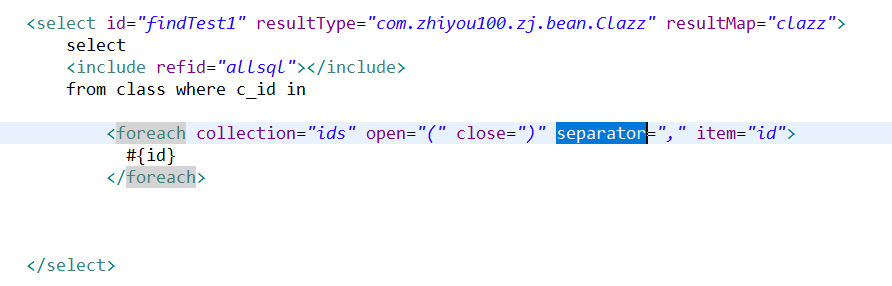 <select id="findTest1" resultType="com.zhiyou100.zj.bean.Clazz" resultMap="clazz">
select
<include refid="allsql"></include>
from class where c_id in
<foreach collection="ids" open="(" close=")" separator="," item="id">
#{id}
</foreach>
</select>